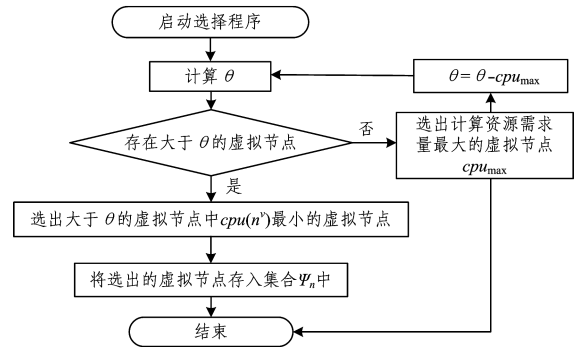 启动选择程序
计算 θ
θ = θ-cpu_max
存在大于 θ 的虚拟节点
否
选出计算资源需求
量最大的虚拟节点
cpu_max
是
选出大于 θ 的虚拟节点中cpu(n^v)最小的虚拟节点
将选出的虚拟节点存入集合Ψ_n中
结束